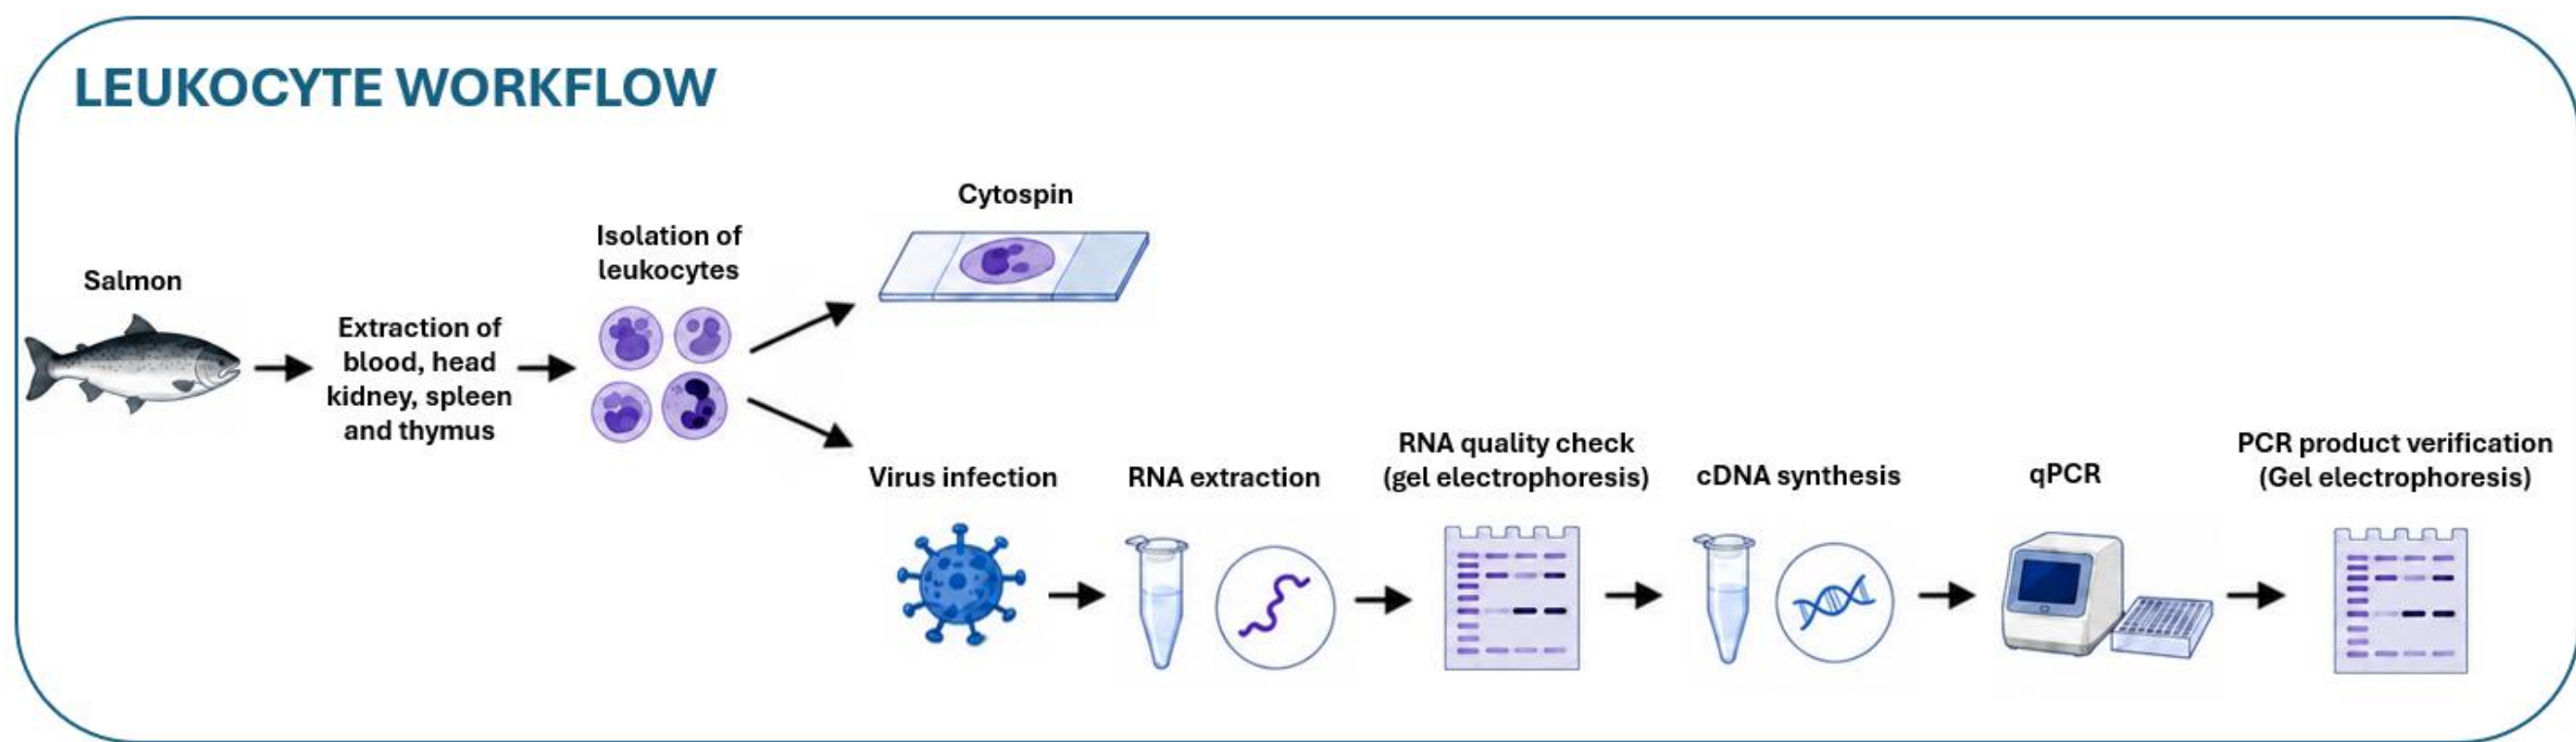 LEUKOCYTE WORKFLOW
Salmon
Extraction of
blood, head
kidney, spleen
and thymus
Isolation of
leukocytes
Cytospin
Virus infection
RNA extraction
RNA quality check
(gel electrophoresis)
cDNA synthesis
qPCR
PCR product verification
(Gel electrophoresis)